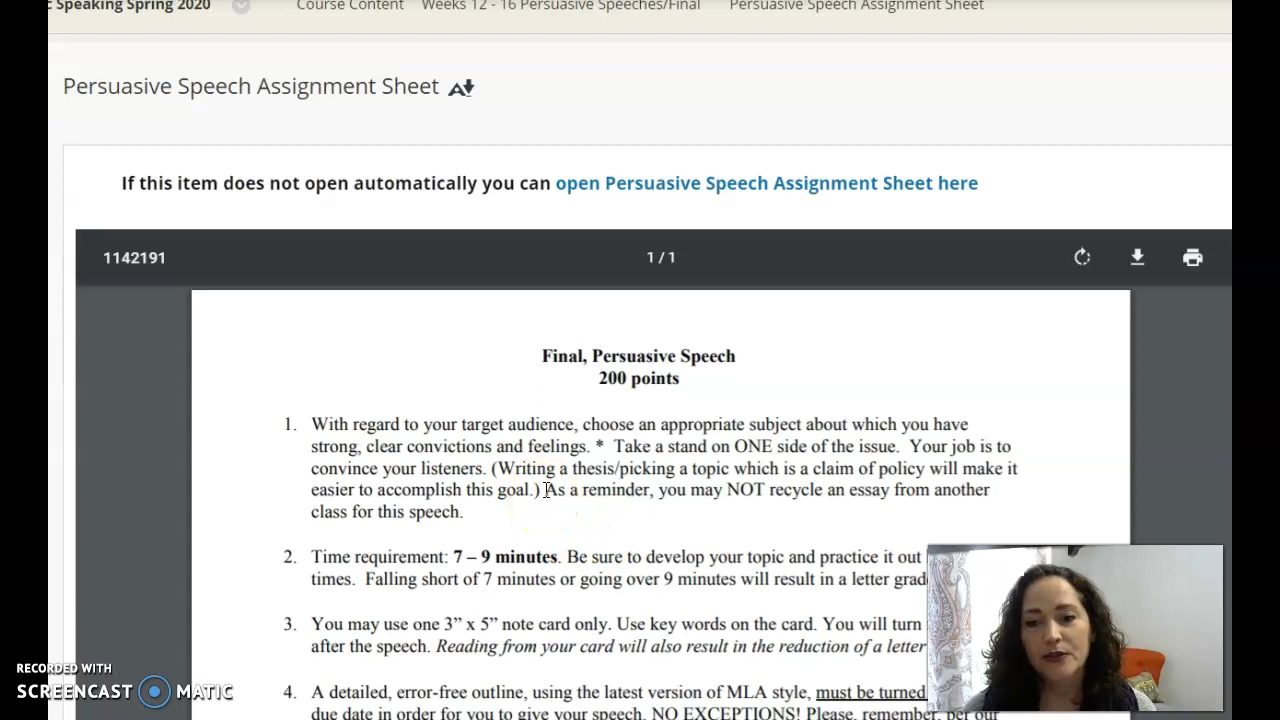 c Speaking Spring 2020 Course Content Weeks 12 - 16 Persuasive Speeches/Final Persuasive Speech Assignment Sheet
Persuasive Speech Assignment Sheet
If this item does not open automatically you can open Persuasive Speech Assignment Sheet here
1142191 1 / 1
Final, Persuasive Speech
200 points
1. With regard to your target audience, choose an appropriate subject about which you have
strong, clear convictions and feelings. * Take a stand on ONE side of the issue. Your job is to
convince your listeners. (Writing a thesis/picking a topic which is a claim of policy will make it
easier to accomplish this goal.) As a reminder, you may NOT recycle an essay from another
class for this speech.
2. Time requirement: 7 – 9 minutes. Be sure to develop your topic and practice it out
times. Falling short of 7 minutes or going over 9 minutes will result in a letter grad
3. You may use one 3” x 5” note card only. Use key words on the card. You will turn
after the speech. Reading from your card will also result in the reduction of a letter
4. A detailed, error-free outline, using the latest version of MLA style, must be turned
due date in order for you to give your speech. NO EXCEPTIONS! Please, remember, per our
RECORDED WITH
SCREENCAST MATIC